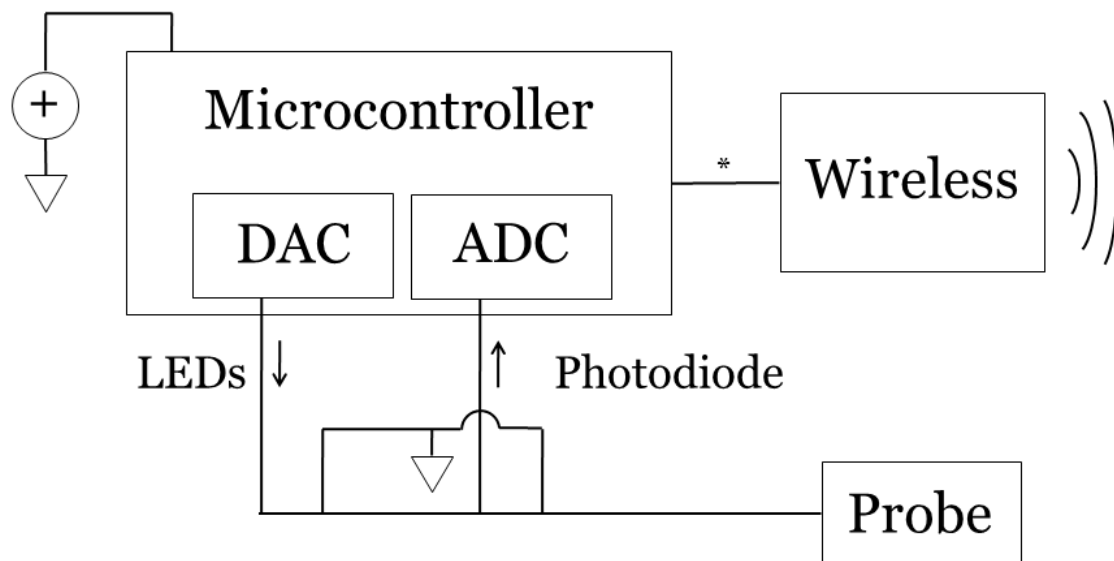 +
Microcontroller
*
Wireless
DAC
ADC
LEDs
Photodiode
Probe